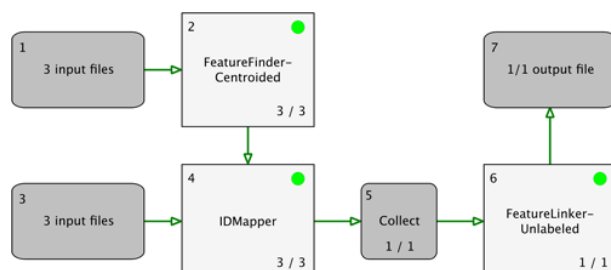 1
3 input files
2
FeatureFinder-
Centroided
3 / 3
7
1/1 output file
3
3 input files
4
IDMapper
3 / 3
5
Collect
1 / 1
6
FeatureLinker-
Unlabeled
1 / 1